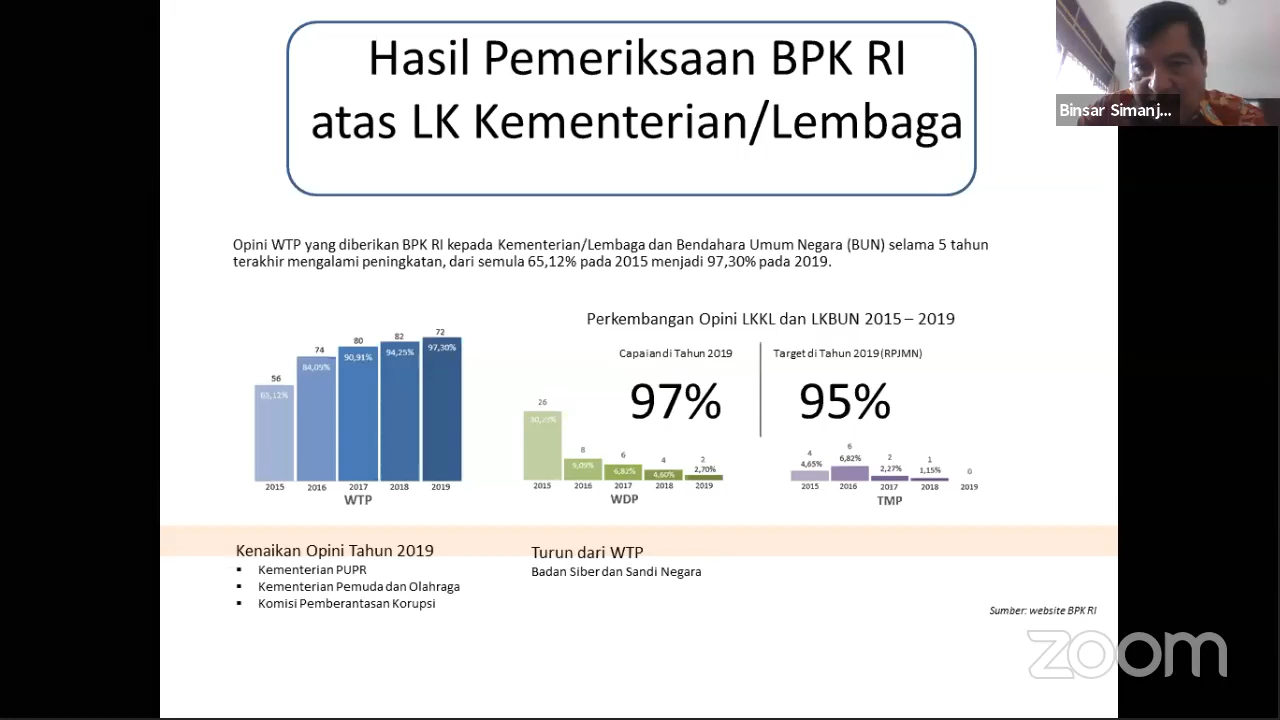 Hasil Pemeriksaan BPK RI
atas LK Kementerian/Lembaga
Binsar Simanj...
Opini WTP yang diberikan BPK RI kepada Kementerian/Lembaga dan Bendahara Umum Negara (BUN) selama 5 tahun
terakhir mengalami peningkatan, dari semula 65,12% pada 2015 menjadi 97,30% pada 2019.
56
74
80
82
72
65,12%
84,09%
90,91%
94,25%
97,30%
2015
2016
2017
2018
2019
WTP
Perkembangan Opini LKKL dan LKBUN 2015 – 2019
Capaian di Tahun 2019
Target di Tahun 2019 (RPJMN)
97%
95%
26
8
6
4
2
9,09%
6,82%
4,60%
2,70%
2015
2016
2017
2018
2019
WDP
4
6
2
1
0
4,65%
6,82%
2,27%
1,15%
2015
2016
2017
2018
2019
TMP
Kenaikan Opini Tahun 2019
▪ Kementerian PUPR
▪ Kementerian Pemuda dan Olahraga
▪ Komisi Pemberantasan Korupsi
Turun dari WTP
Badan Siber dan Sandi Negara
Sumber: website BPK RI
zoom